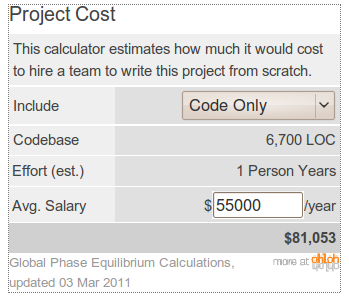 Project Cost
This calculator estimates how much it would cost
to hire a team to write this project from scratch.
Include Code Only
Codebase 6,700 LOC
Effort (est.) 1 Person Years
Avg. Salary $ 55000 /year
$81,053
Global Phase Equilibrium Calculations, more at ohloh
updated 03 Mar 2011